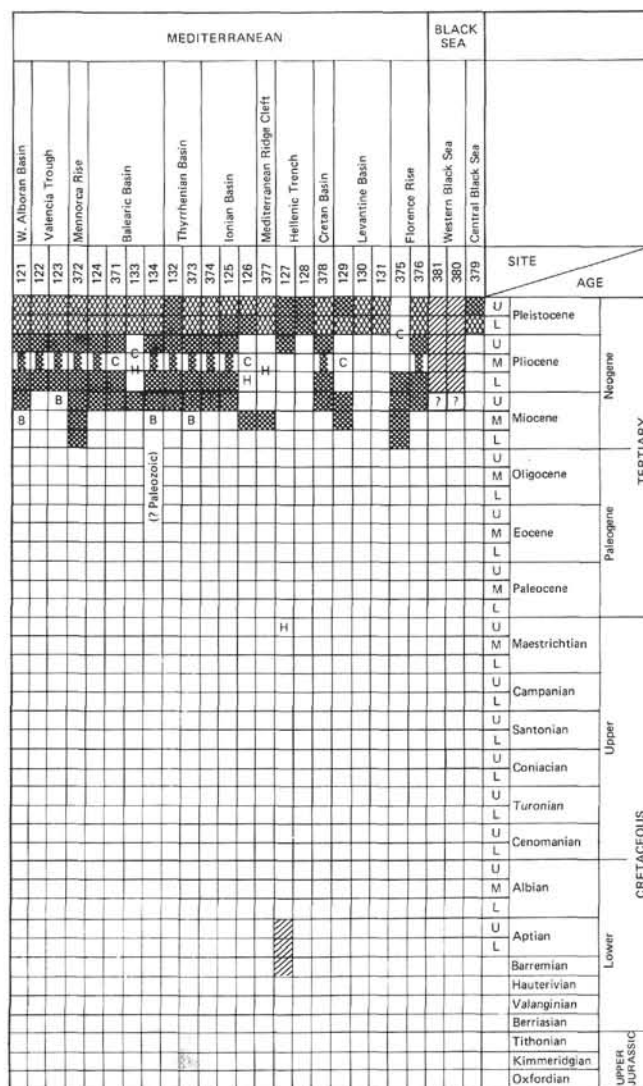 MEDITERRANEAN
BLACK SEA
W. Alboran Basin
Valencia Trough
Mennorca Rise
Balearic Basin
Thyrrhenian Basin
Ionian Basin
Mediterranean Ridge Cleft
Hellenic Trench
Cretan Basin
Levantine Basin
Florence Rise
Western Black Sea
Central Black Sea
121 122 123 372 124 371 133 134 132 373 374 125 126 377 127 128 378 129 130 131 375 376 381 380 379
SITE
AGE
U
L
Pleistocene
U
M
L
Pliocene
U
M
L
Miocene
Neogene
U
M
L
Oligocene
U
M
L
Eocene
U
M
L
Paleocene
Paleogene
TERTIARY
U
M
L
Maestrichtian
U
L
Campanian
U
L
Santonian
U
L
Coniacian
U
L
Turonian
U
L
Cenomanian
Upper
U
M
L
Albian
U
L
Aptian
Barremian
Hauterivian
Valanginian
Berriasian
Lower
CRETACEOUS
Tithonian
Kimmeridgian
Oxfordian
UPPER JURASSIC
C
C C C C
H H
H
B ? ?
B B B
(? Paleozoic)
H